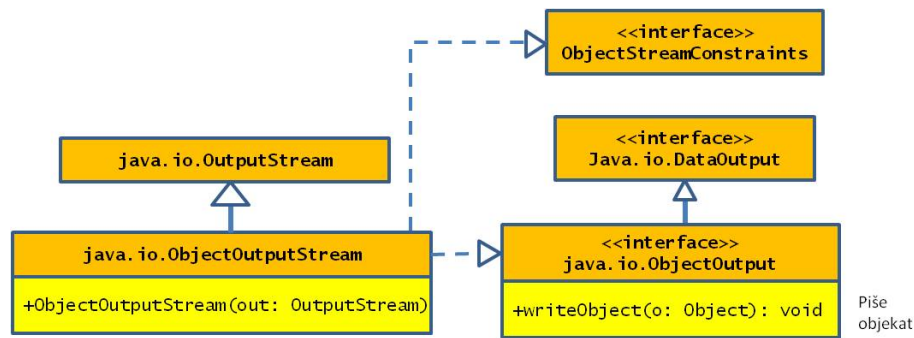 <<interface>>
ObjectStreamConstraints
java.io.OutputStream
<<interface>>
Java.io.DataOutput
java.io.ObjectOutputStream
+ObjectOutputStream(out: OutputStream)
<<interface>>
java.io.ObjectOutput
+writeObject(o: Object): void
Piše
objekat